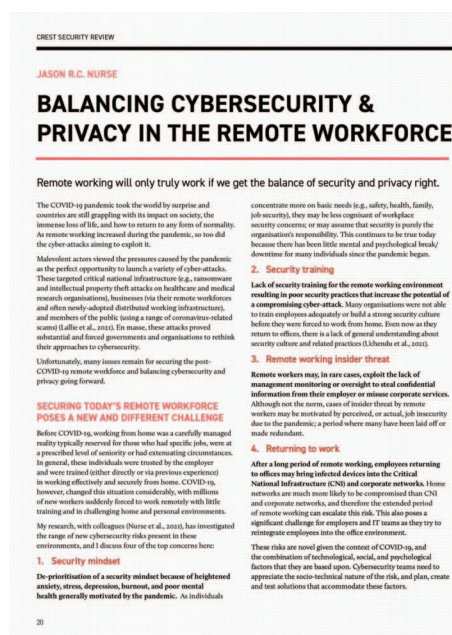 CREST SECURITY REVIEW
JASON R.C. NURSE
BALANCING CYBERSECURITY &
PRIVACY IN THE REMOTE WORKFORCE
Remote working will only truly work if we get the balance of security and privacy right.
The COVID-19 pandemic took the world by surprise and
countries are still grappling with its impact on society, the
immense loss of life, and how to return to any form of normality.
As remote working increased during the pandemic, so too did
the cyber-attacks aiming to exploit it.
Malevolent actors viewed the pressures caused by the pandemic
as the perfect opportunity to launch a variety of cyber-attacks.
These targeted critical national infrastructure (e.g., ransomware
and intellectual property theft attacks on healthcare and medical
research organisations), businesses (via their remote workforces
and often newly-adopted distributed working infrastructure),
and members of the public (using a range of coronavirus-related
scams) (Lallie et al., 2021). En masse, these attacks proved
substantial and forced governments and organisations to rethink
their approaches to cybersecurity.
Unfortunately, many issues remain for securing the post-
COVID-19 remote workforce and balancing cybersecurity and
privacy going forward.
SECURING TODAY'S REMOTE WORKFORCE
POSES A NEW AND DIFFERENT CHALLENGE
Before COVID-19, working from home was a carefully managed
reality typically reserved for those who had specific jobs, were at
a prescribed level of seniority or had extenuating circumstances.
In general, these individuals were trusted by the employer
and were trained (either directly or via previous experience)
in working effectively and securely from home. COVID-19,
however, changed this situation considerably, with millions
of new workers suddenly forced to work remotely with little
training and in challenging home and personal environments.
My research, with colleagues (Nurse et al., 2021), has investigated
the range of new cybersecurity risks present in these
environments, and I discuss four of the top concerns here:
1. Security mindset
De-prioritisation of a security mindset because of heightened
anxiety, stress, depression, burnout, and poor mental
health generally motivated by the pandemic. As individuals
concentrate more on basic needs (e.g., safety, health, family,
job security), they may be less cognisant of workplace
security concerns; or may assume that security is purely the
organisation's responsibility. This continues to be true today
because there has been little mental and psychological break/
downtime for many individuals since the pandemic began.
2. Security training
Lack of security training for the remote working environment
resulting in poor security practices that increase the potential of
a compromising cyber-attack. Many organisations were not able
to train employees adequately or build a strong security culture
before they were forced to work from home. Even now as they
return to offices, there is a lack of general understanding about
security culture and related practices (Uchendu et al., 2021).
3. Remote working insider threat
Remote workers may, in rare cases, exploit the lack of
management monitoring or oversight to steal confidential
information from their employer or misuse corporate services.
Although not the norm, cases of insider threat by remote
workers may be motivated by perceived, or actual, job insecurity
due to the pandemic; a period where many have been laid off or
made redundant.
4. Returning to work
After a long period of remote working, employees returning
to offices may bring infected devices into the Critical
National Infrastructure (CNI) and corporate networks. Home
networks are much more likely to be compromised than CNI
and corporate networks, and therefore the extended period
of remote working can escalate this risk. This also poses a
significant challenge for employers and IT teams as they try to
reintegrate employees into the office environment.
These risks are novel given the context of COVID-19, and
the combination of technological, social, and psychological
factors that they are based upon. Cybersecurity teams need to
appreciate the socio-technical nature of the risk, and plan, create
and test solutions that accommodate these factors.
20